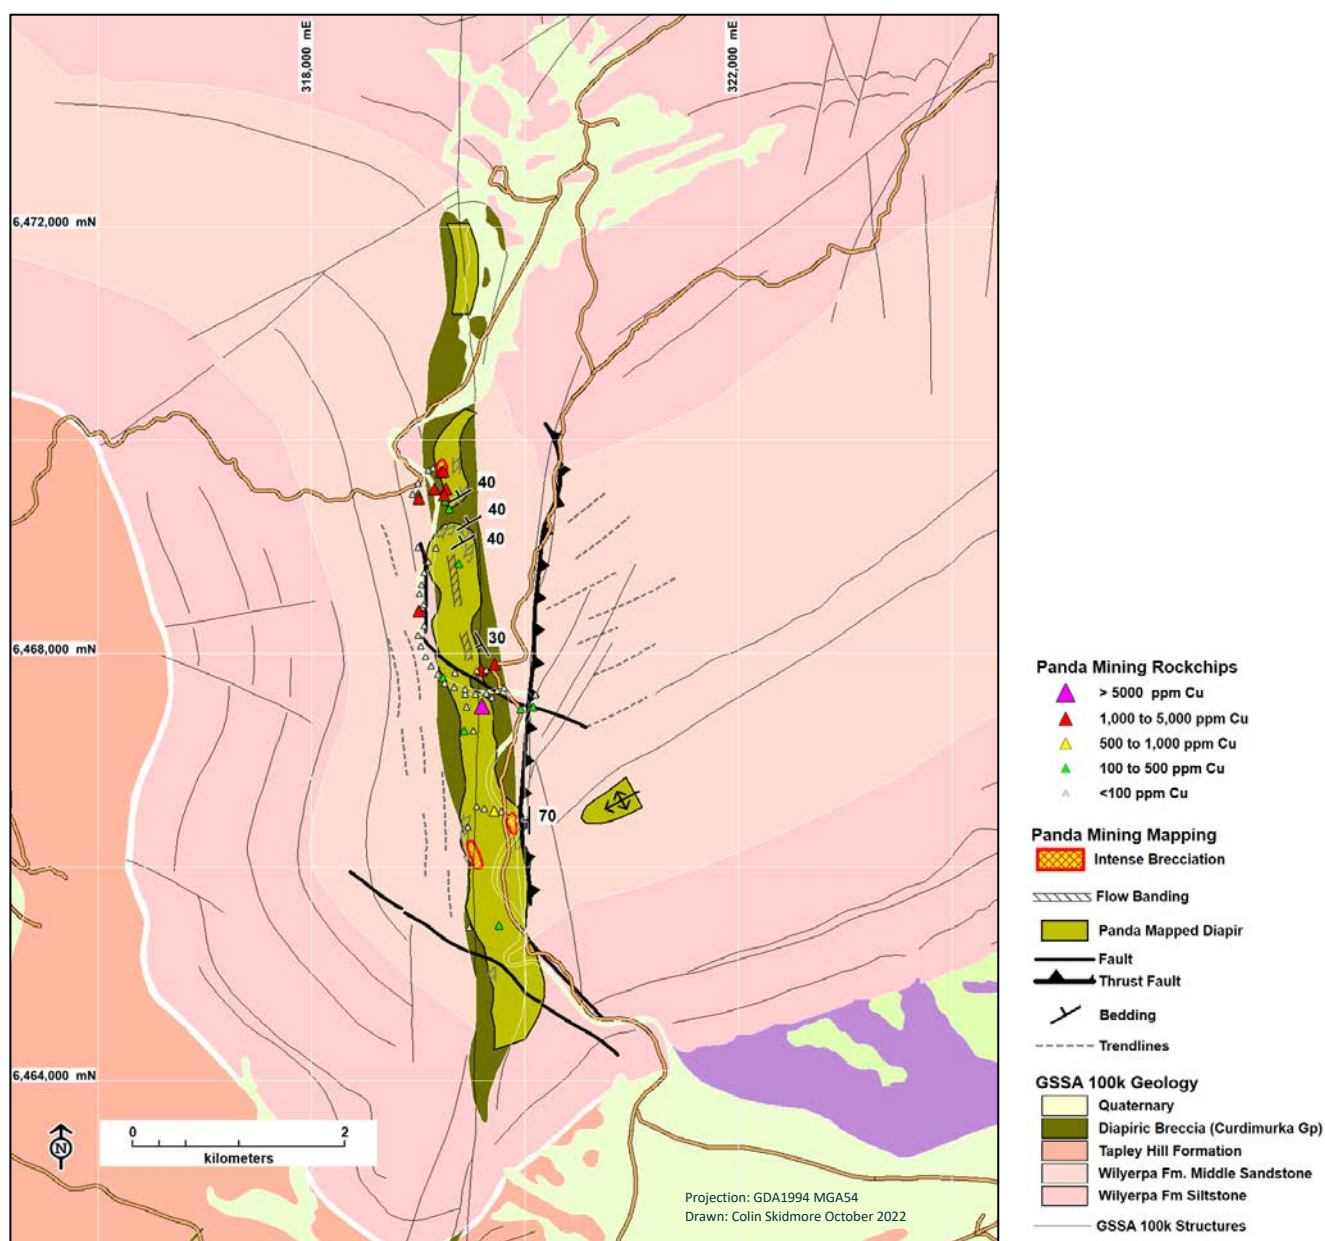 318,000 mE
322,000 mE
6,472,000 mN
40
40
40
6,468,000 mN
30
70
6,464,000 mN
N
0 2
kilometers
Projection: GDA1994 MGA54
Drawn: Colin Skidmore October 2022
Panda Mining Rockchips
> 5000 ppm Cu
1,000 to 5,000 ppm Cu
500 to 1,000 ppm Cu
100 to 500 ppm Cu
<100 ppm Cu
Panda Mining Mapping
Intense Brecciation
Flow Banding
Panda Mapped Diapir
Fault
Thrust Fault
Bedding
Trendlines
GSSA 100k Geology
Quaternary
Diapiric Breccia (Curdimurka Gp)
Tapley Hill Formation
Wilyerpa Fm. Middle Sandstone
Wilyerpa Fm Siltstone
GSSA 100k Structures